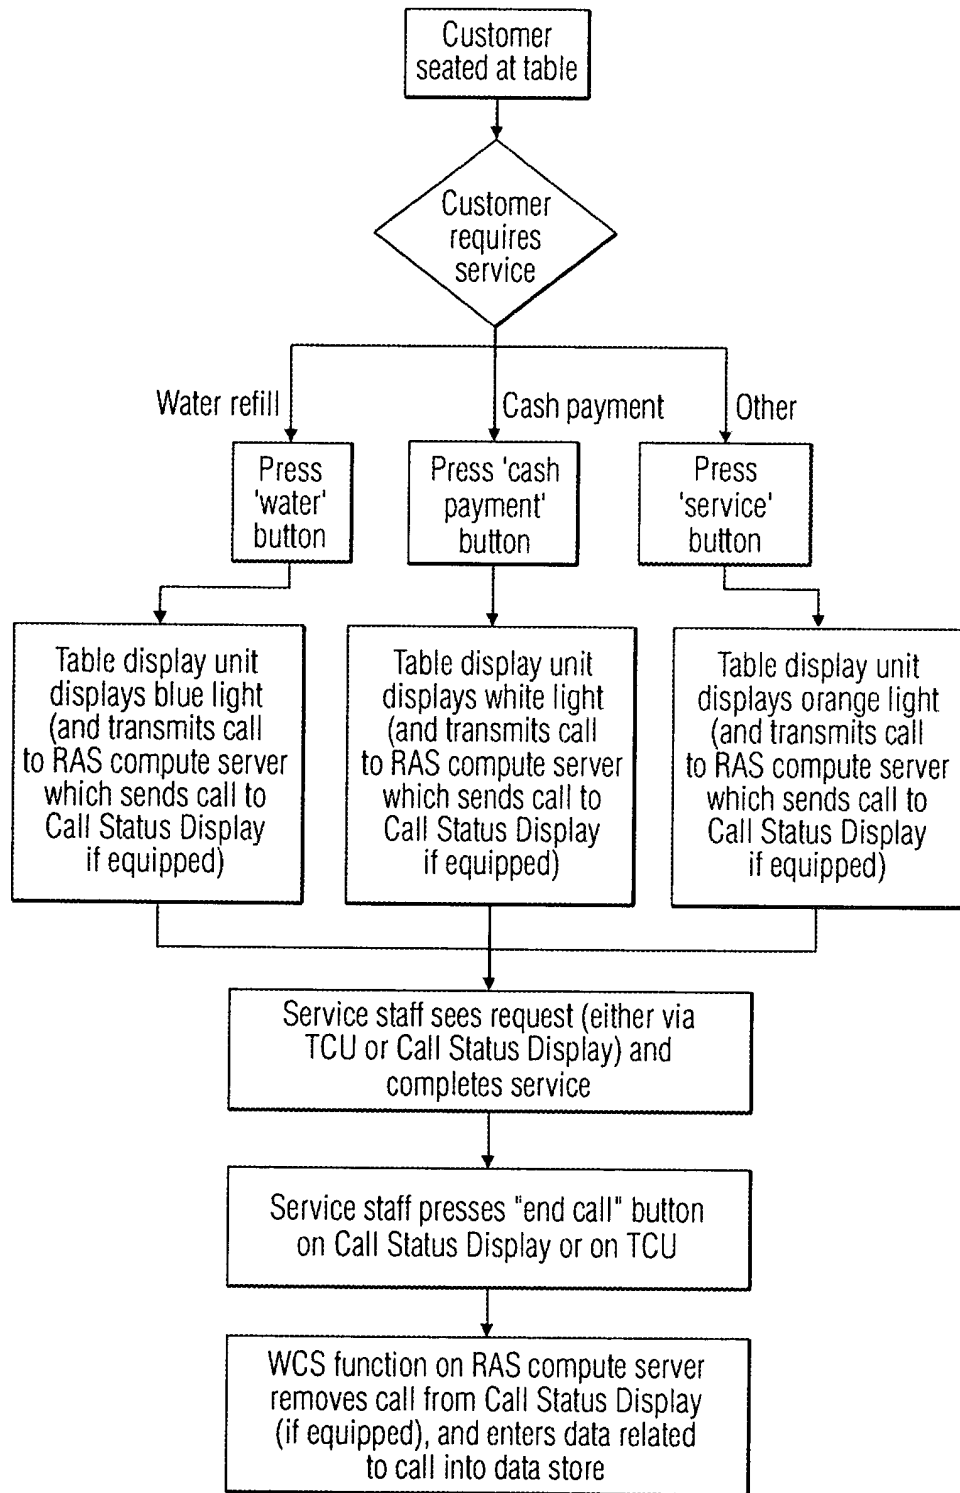 Customer
seated at table
Customer
requires
service
Water refill
Cash payment
Other
Press
'water'
button
Press 'cash
payment'
button
Press
'service'
button
Table display unit
displays blue light
(and transmits call
to RAS compute server
which sends call to
Call Status Display
if equipped)
Table display unit
displays white light
(and transmits call
to RAS compute server
which sends call to
Call Status Display
if equipped)
Table display unit
displays orange light
(and transmits call
to RAS compute server
which sends call to
Call Status Display
if equipped)
Service staff sees request (either via
TCU or Call Status Display) and
completes service
Service staff presses "end call" button
on Call Status Display or on TCU
WCS function on RAS compute server
removes call from Call Status Display
(if equipped), and enters data related
to call into data store